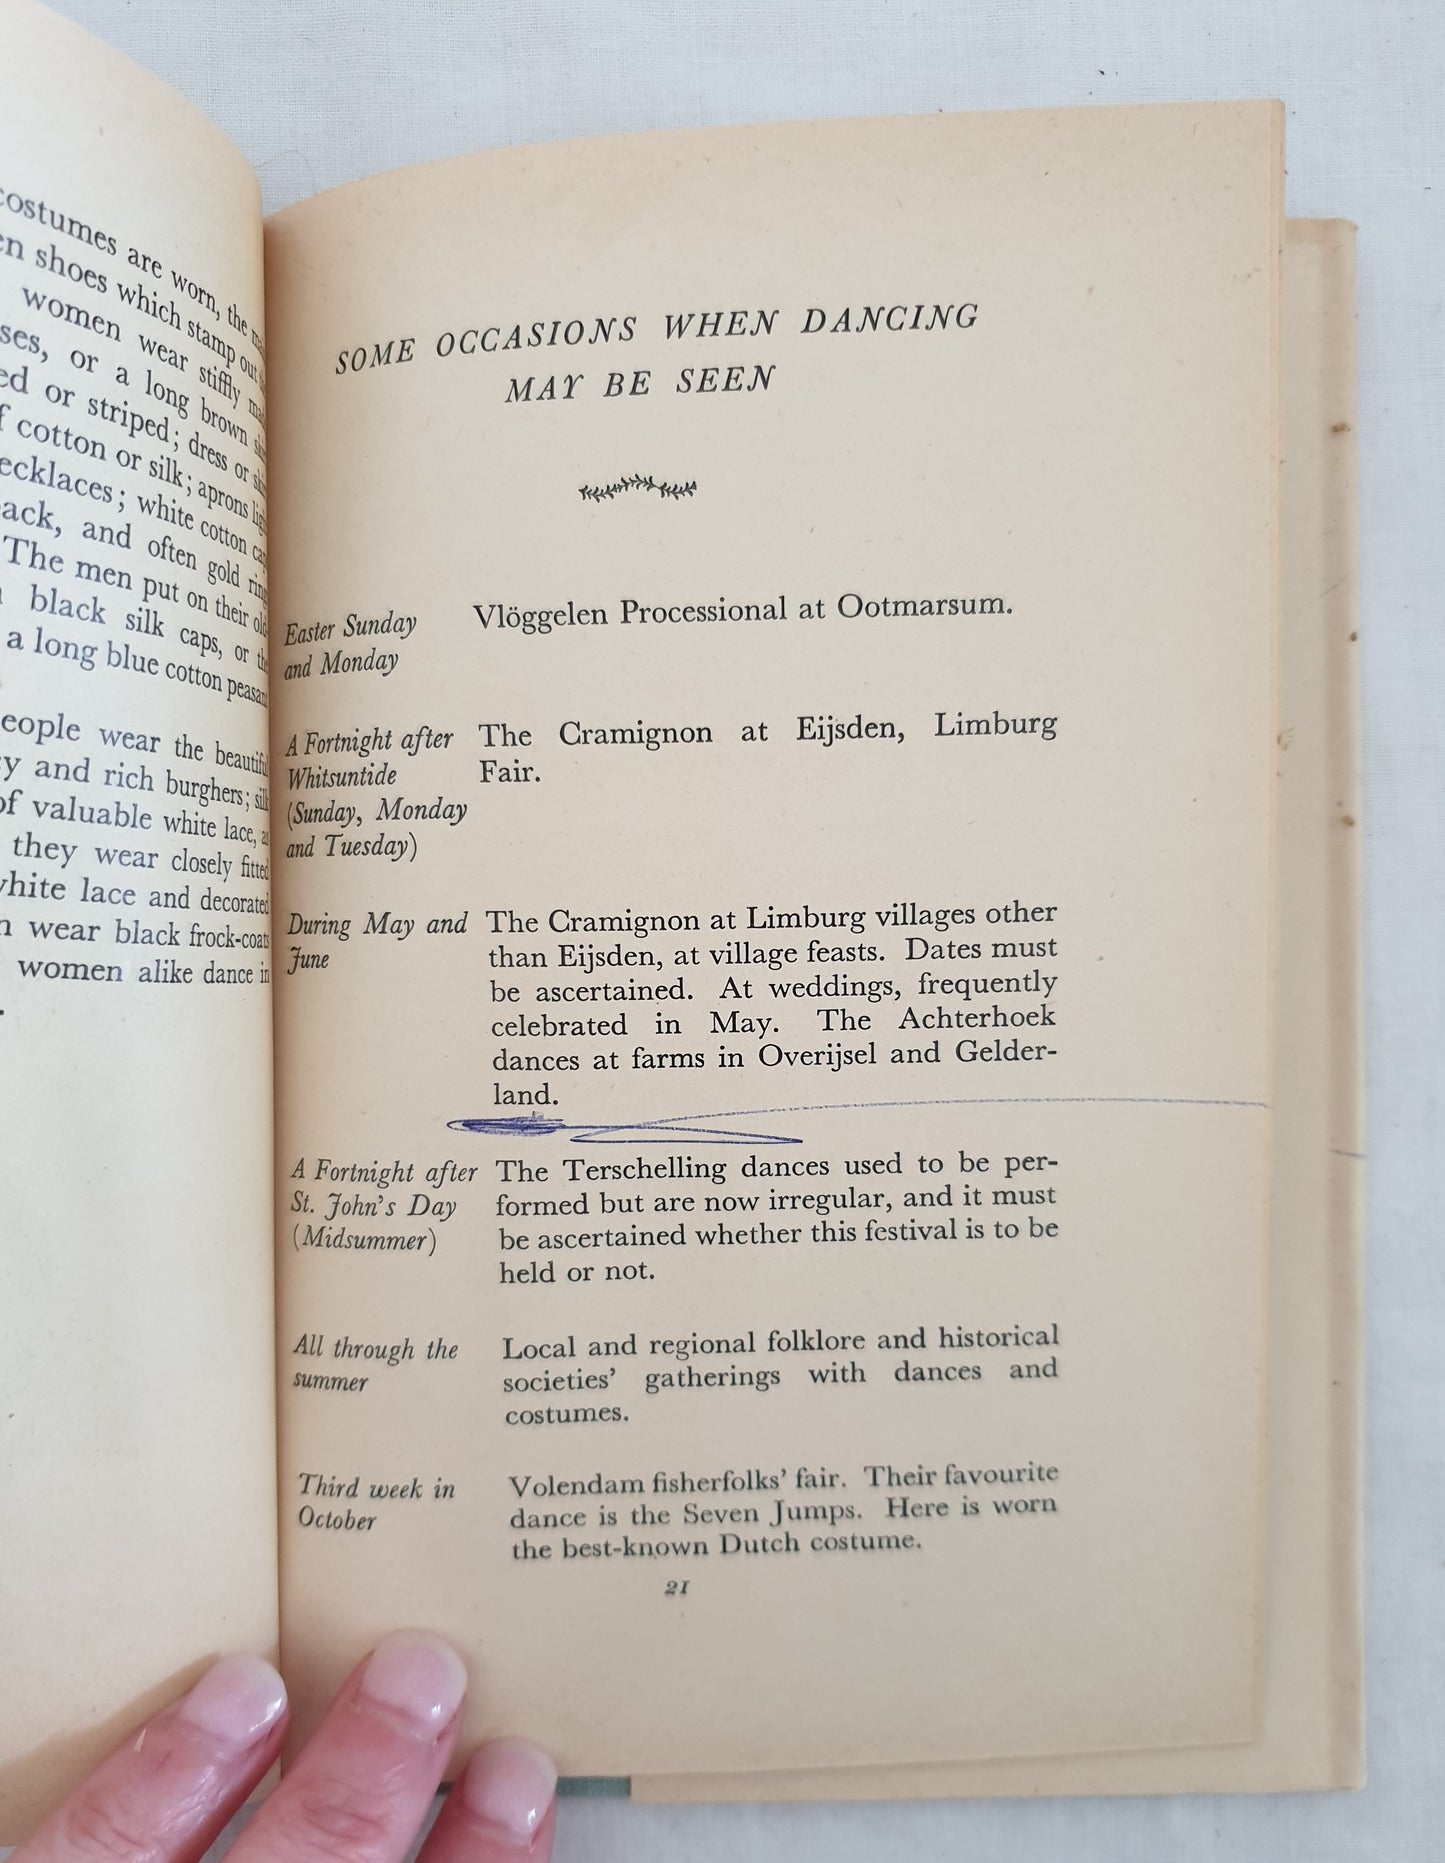 costumes are worn, the
en shoes which stamp out
women wear stiffly
ses, or a long brown
ed or striped; dress or
f cotton or silk; aprons
ecklaces; white cotton
ack, and often gold
The men put on their
black silk caps, or
a long blue cotton peasant
eople wear the beautiful
y and rich burghers; silk
of valuable white lace,
they wear closely fitted
white lace and decorated
wear black frock-coats
women alike dance in
SOME OCCASIONS WHEN DANCING
MAY BE SEEN
Easter Sunday Vlöggelen Processional at Ootmarsum.
and Monday
A Fortnight after The Cramignon at Eijsden, Limburg
Whitsuntide Fair.
(Sunday, Monday
and Tuesday)
During May and The Cramignon at Limburg villages other
June than Eijsden, at village feasts. Dates must
be ascertained. At weddings, frequently
celebrated in May. The Achterhoek
dances at farms in Overijsel and Gelder-
land.
A Fortnight after The Terschelling dances used to be per-
St. John's Day formed but are now irregular, and it must
(Midsummer) be ascertained whether this festival is to be
held or not.
All through the Local and regional folklore and historical
summer societies' gatherings with dances and
costumes.
Third week in Volendam fisherfolks' fair. Their favourite
October dance is the Seven Jumps. Here is worn
the best-known Dutch costume.
21